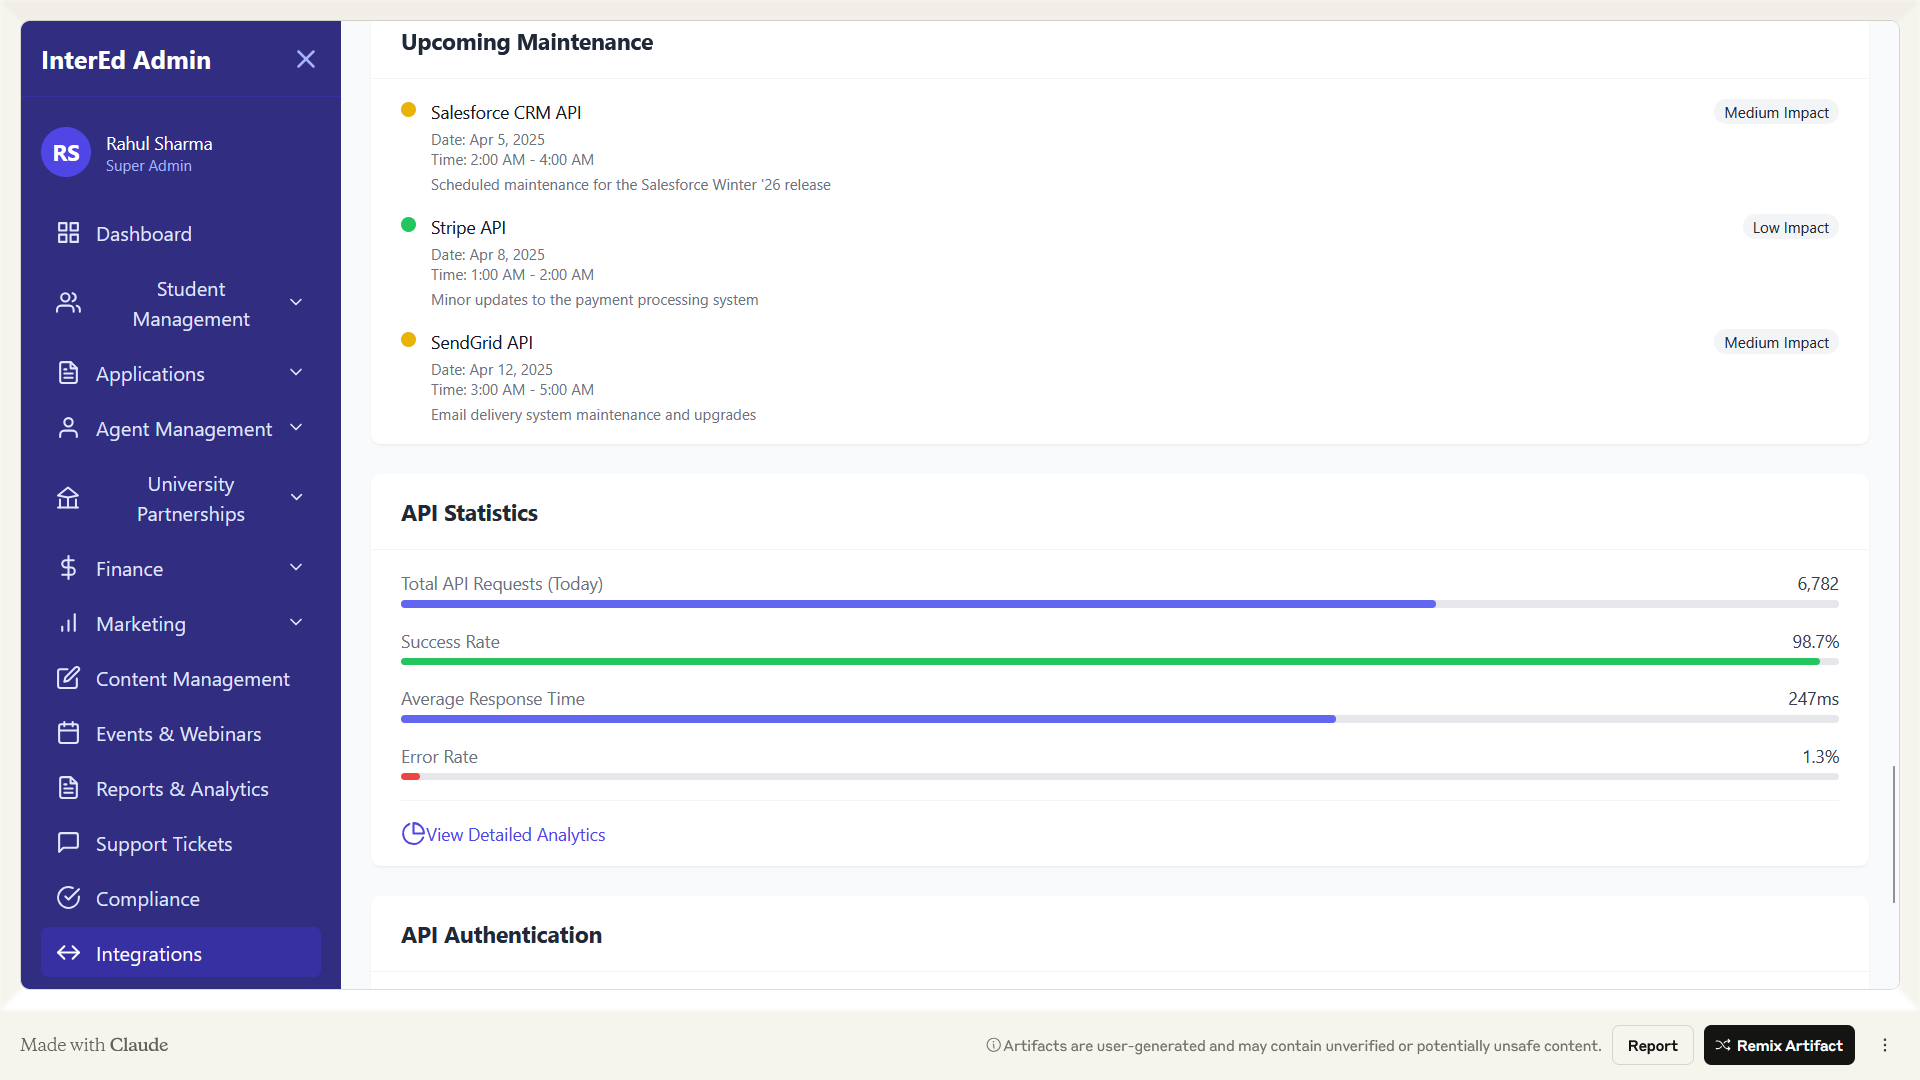 InterEd Admin
RS
Rahul Sharma
Super Admin
Dashboard
Student
Management
Applications
Agent Management
University
Partnerships
Finance
Marketing
Content Management
Events & Webinars
Reports & Analytics
Support Tickets
Compliance
Integrations
Upcoming Maintenance
Salesforce CRM API
Medium Impact
Date: Apr 5, 2025
Time: 2:00 AM - 4:00 AM
Scheduled maintenance for the Salesforce Winter '26 release
Stripe API
Low Impact
Date: Apr 8, 2025
Time: 1:00 AM - 2:00 AM
Minor updates to the payment processing system
SendGrid API
Medium Impact
Date: Apr 12, 2025
Time: 3:00 AM - 5:00 AM
Email delivery system maintenance and upgrades
API Statistics
Total API Requests (Today)
6,782
Success Rate
98.7%
Average Response Time
247ms
Error Rate
1.3%
View Detailed Analytics
API Authentication
Made with Claude
Artifacts are user-generated and may contain unverified or potentially unsafe content.
Report
Remix Artifact